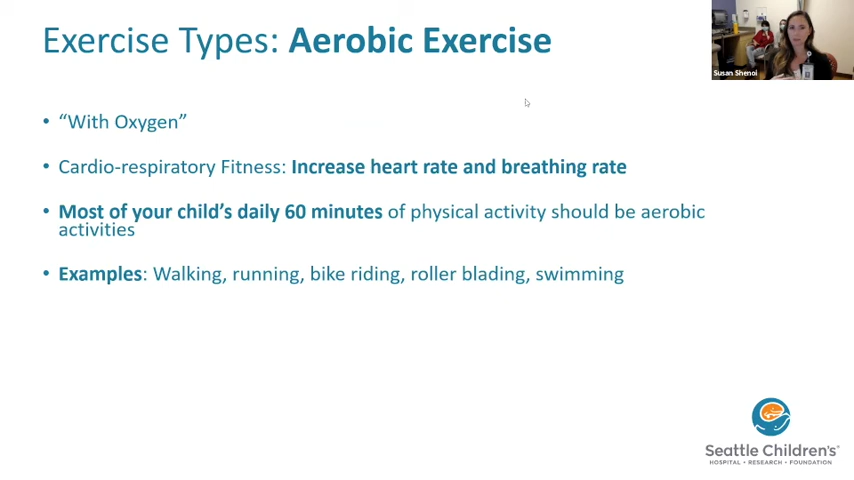 Exercise Types: Aerobic Exercise
Susan Shenoi
• “With Oxygen”
• Cardio-respiratory Fitness: Increase heart rate and breathing rate
• Most of your child’s daily 60 minutes of physical activity should be aerobic
activities
• Examples: Walking, running, bike riding, roller blading, swimming
Seattle Children’s®
HOSPITAL • RESEARCH • FOUNDATION